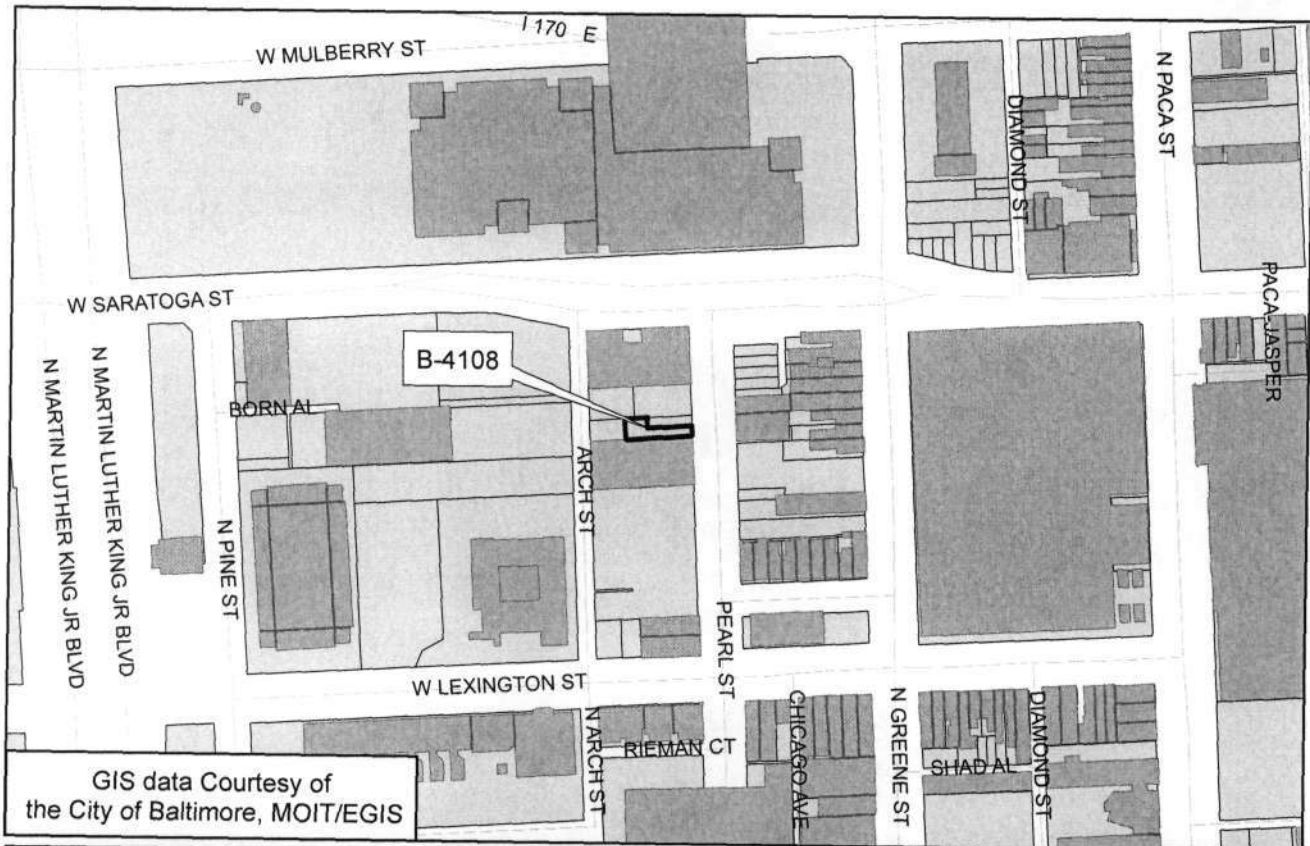 I 170 E
W MULBERRY ST
N PACA ST
DIAMOND ST
W SARATOGA ST
PACA-JASPER
B-4108
N MARTIN LUTHER KING JR BLVD
N MARTIN LUTHER KING JR BLVD
BORN AL
ARCH ST
N PINE ST
PEARL ST
W LEXINGTON ST
N ARCH ST
RIEMAN CT
CHICAGO AVE
N GREENE ST
SHAD AL
DIAMOND ST
GIS data Courtesy of
the City of Baltimore, MOIT/EGIS